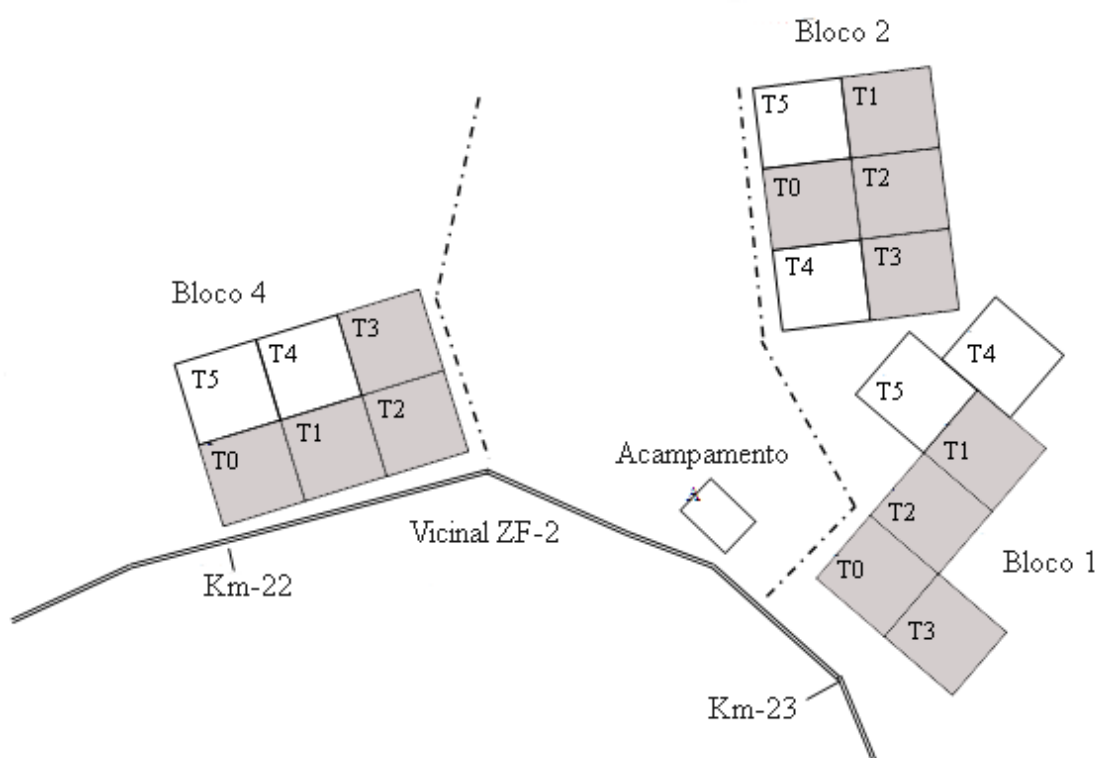 Bloco 2
T5
T1
T0
T2
T4
T3
Bloco 4
T5
T4
T3
T0
T1
T2
T4
T5
T1
T2
T0
T3
Bloco 1
Acampamento
A
Vicinal ZF-2
Km-22
Km-23